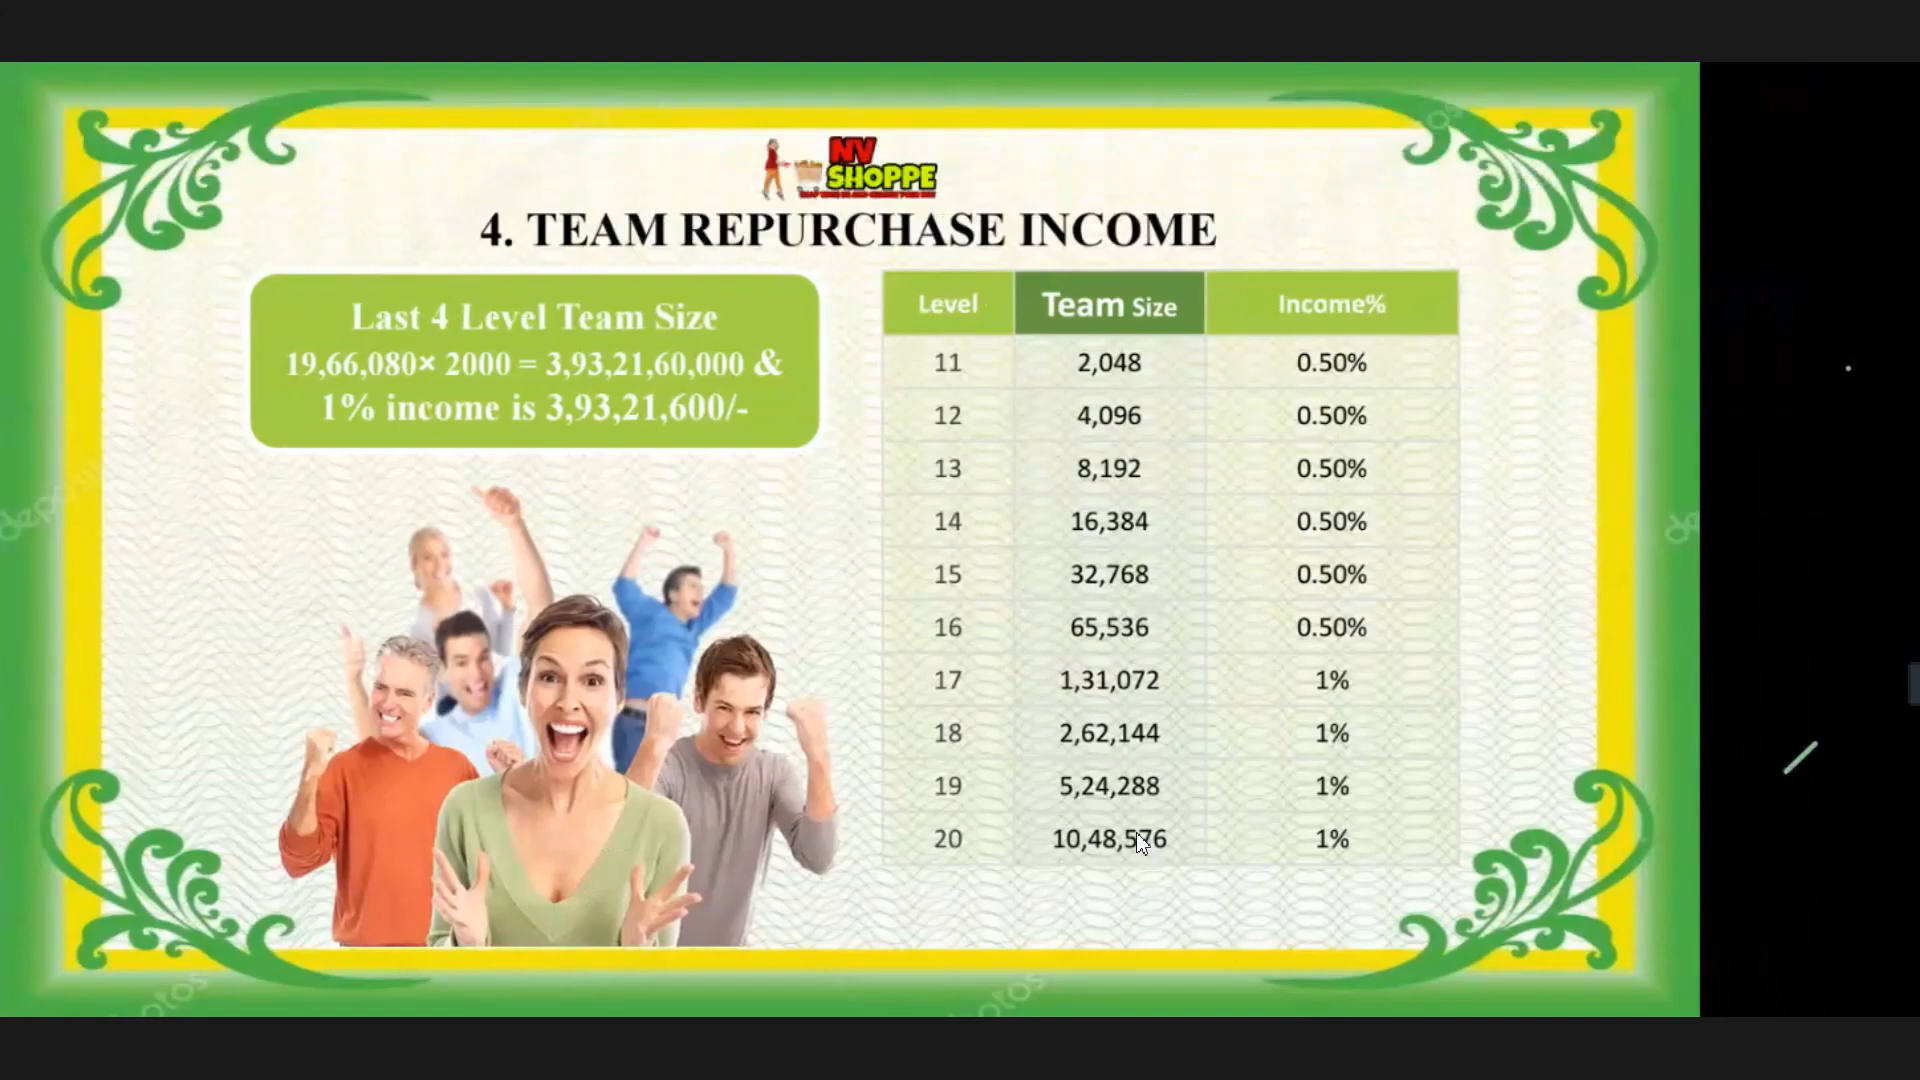 NV
SHOPPE
4. TEAM REPURCHASE INCOME
Last 4 Level Team Size
19,66,080× 2000 = 3,93,21,60,000 &
1% income is 3,93,21,600/-
Level Team Size Income%
11 2,048 0.50%
12 4,096 0.50%
13 8,192 0.50%
14 16,384 0.50%
15 32,768 0.50%
16 65,536 0.50%
17 1,31,072 1%
18 2,62,144 1%
19 5,24,288 1%
20 10,48,576 1%